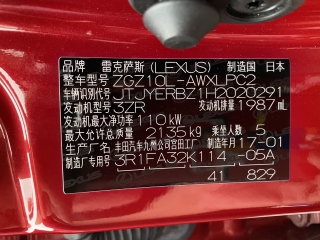 品牌 雷克萨斯(LEXUS) 制造国 日本
整车型号 ZGZ10L-AWXLPC2
车辆识别代号 JTJYERBZ1H2020291
发动机型号 3ZR 发动机排量 1987mL
发动机最大净功率 110kW
最大允许总质量 2135kg 乘坐人数 5
生产厂名 丰田汽车九州公司宫田工厂 制造年月 17-01
制造厂专用号 3R1FA32K114 -05A
41 829